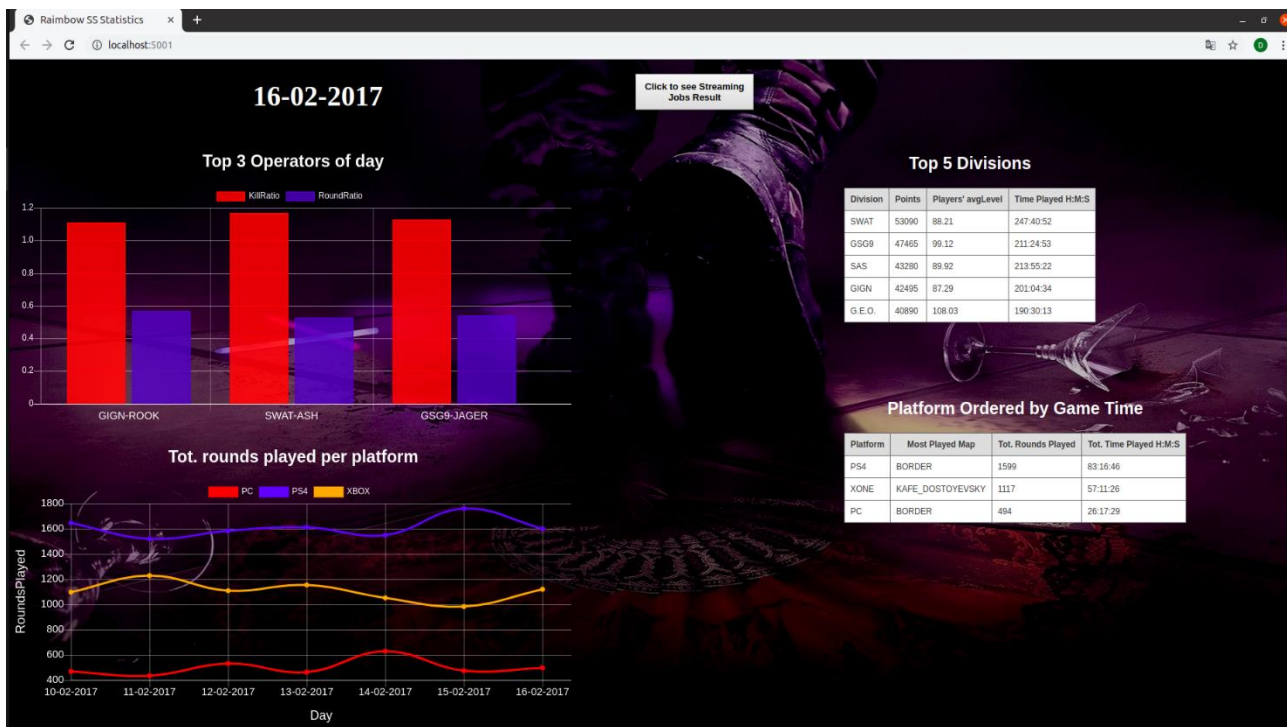 Raimbow SS Statistics
localhost:5001
16-02-2017
Click to see Streaming
Jobs Result
Top 3 Operators of day
KillRatio RoundRatio
1.2
1.0
0.8
0.6
0.4
0.2
0
GIGN-ROOK SWAT-ASH GSG9-JAGER
Tot. rounds played per platform
PC PS4 XBOX
1800
1600
1400
1200
1000
800
600
400
RoundsPlayed
10-02-2017 11-02-2017 12-02-2017 13-02-2017 14-02-2017 15-02-2017 16-02-2017
Day
Top 5 Divisions
Division Points Players' avgLevel Time Played H:M:S
SWAT 53090 88.21 247:40:52
GSG9 47465 99.12 211:24:53
SAS 43280 89.92 213:55:22
GIGN 42495 87.29 201:04:34
G.E.O. 40890 108.03 190:30:13
Platform Ordered by Game Time
Platform Most Played Map Tot. Rounds Played Tot. Time Played H:M:S
PS4 BORDER 1599 83:16:46
XONE KAFE_DOSTOYEVSKY 1117 57:11:26
PC BORDER 494 26:17:29
D